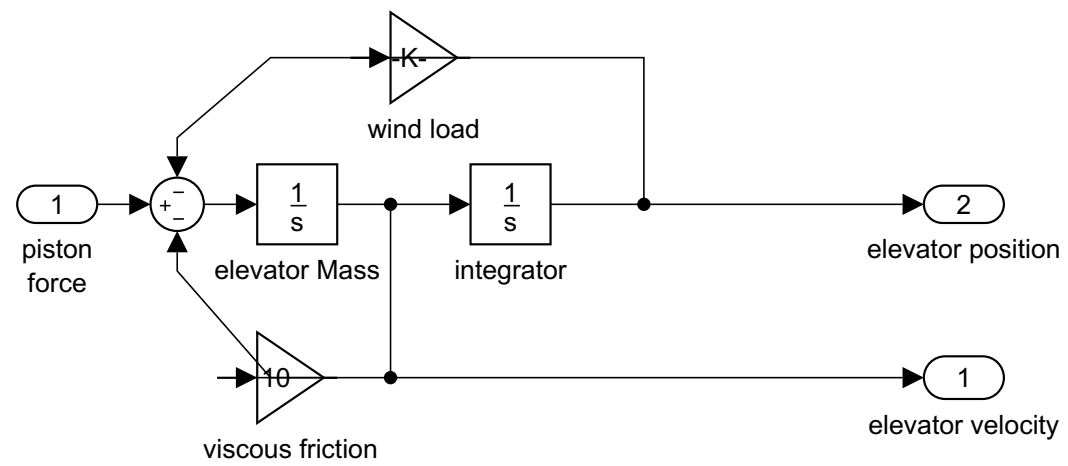 -K-
wind load
1
piston
force
+
−
−
1
s
elevator Mass
1
s
integrator
2
elevator position
10
viscous friction
1
elevator velocity